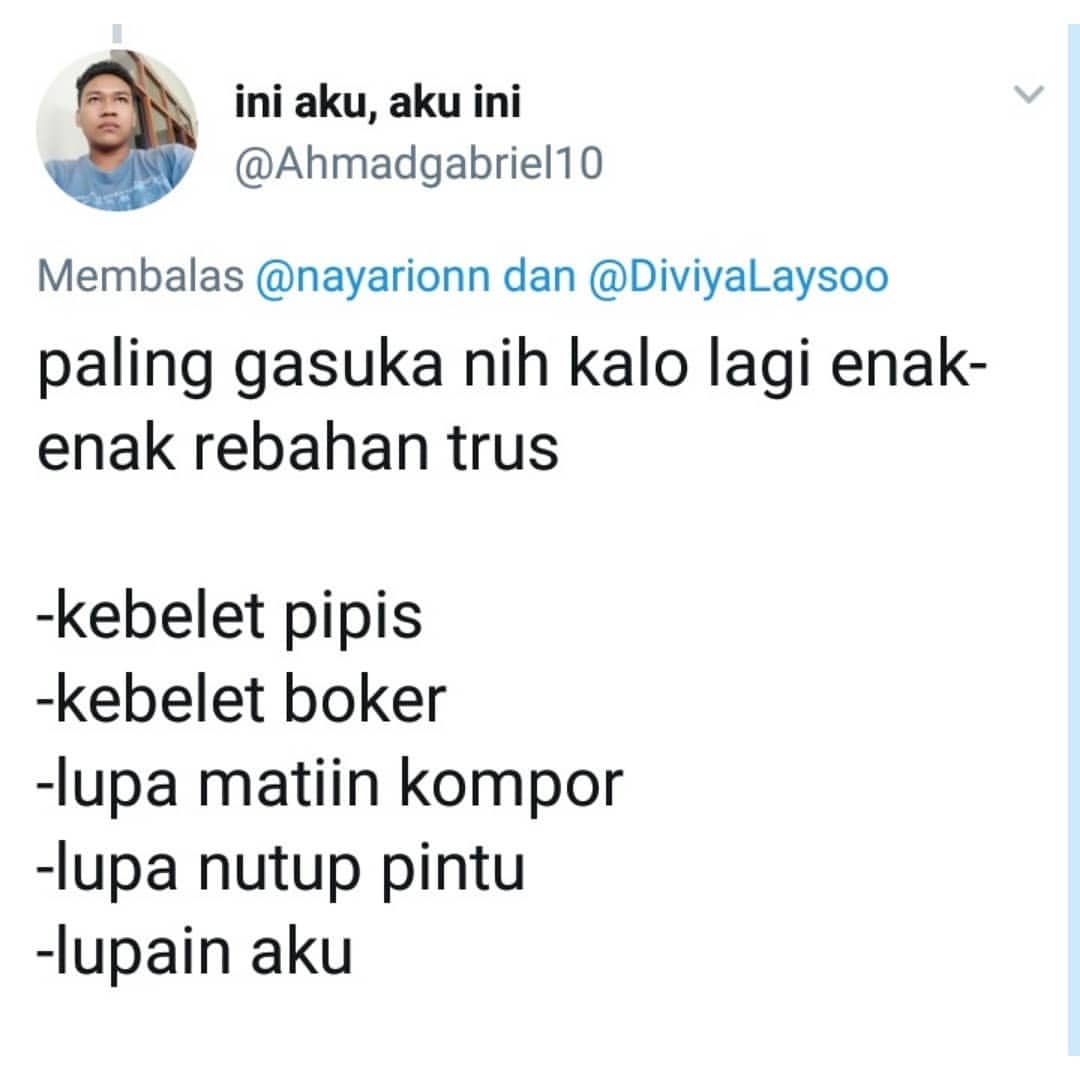 ini aku, aku ini
@Ahmadgabriel10
Membalas @nayarionn dan @DiviyaLaysoo
paling gasuka nih kalo lagi enak-
enak rebahan trus
-kebelet pipis
-kebelet boker
-lupa matiin kompor
-lupa nutup pintu
-lupain aku